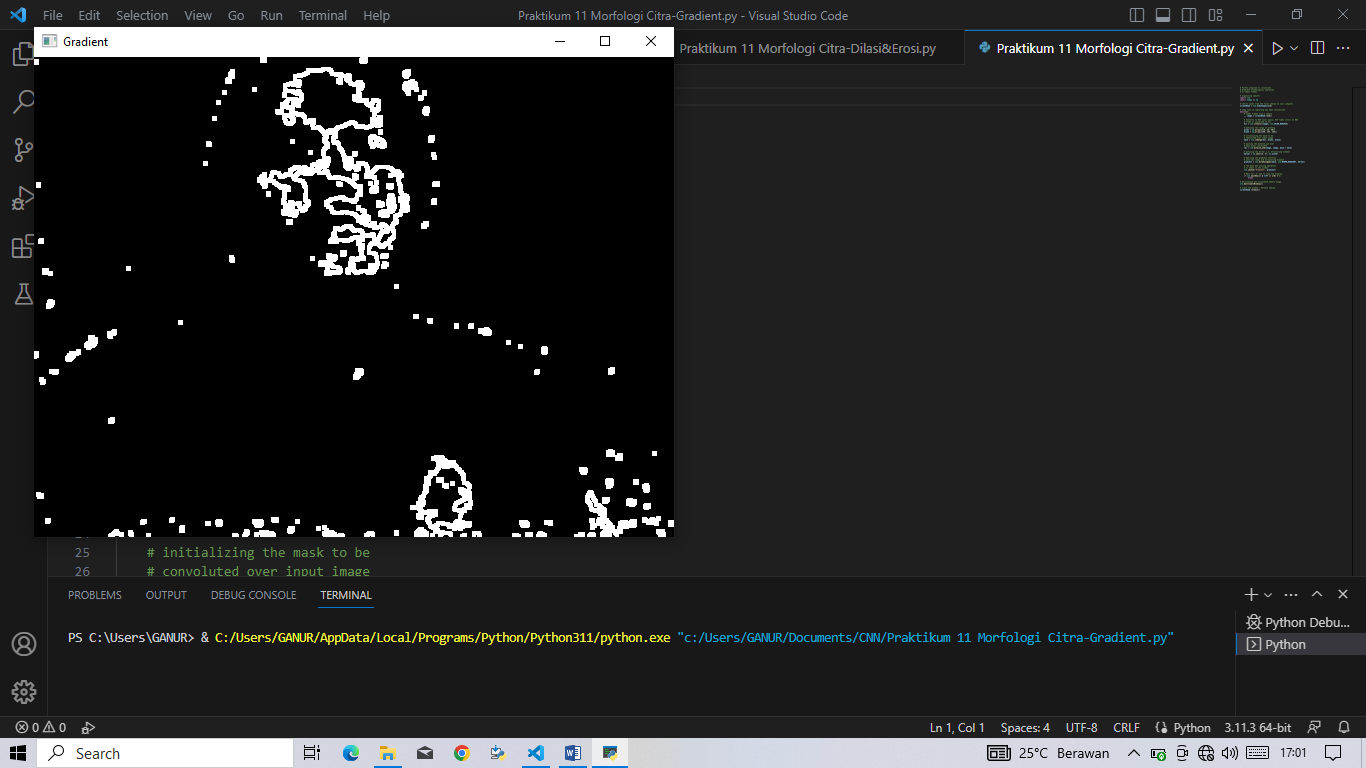 File Edit Selection View Go Run Terminal Help
Praktikum 11 Morfologi Citra-Gradient.py - Visual Studio Code
Gradient
Praktikum 11 Morfologi Citra-Dilasi&Erosi.py
Praktikum 11 Morfologi Citra-Gradient.py
25 # initializing the mask to be
26 # convoluted over input image
PROBLEMS OUTPUT DEBUG CONSOLE TERMINAL
PS C:\Users\GANUR> & C:/Users/GANUR/AppData/Local/Programs/Python/Python311/python.exe "c:/Users/GANUR/Documents/CNN/Praktikum 11 Morfologi Citra-Gradient.py"
Python Debu...
Python
0 0
Ln 1, Col 1 Spaces: 4 UTF-8 CRLF Python 3.11.3 64-bit
Search
25°C Berawan
17:01